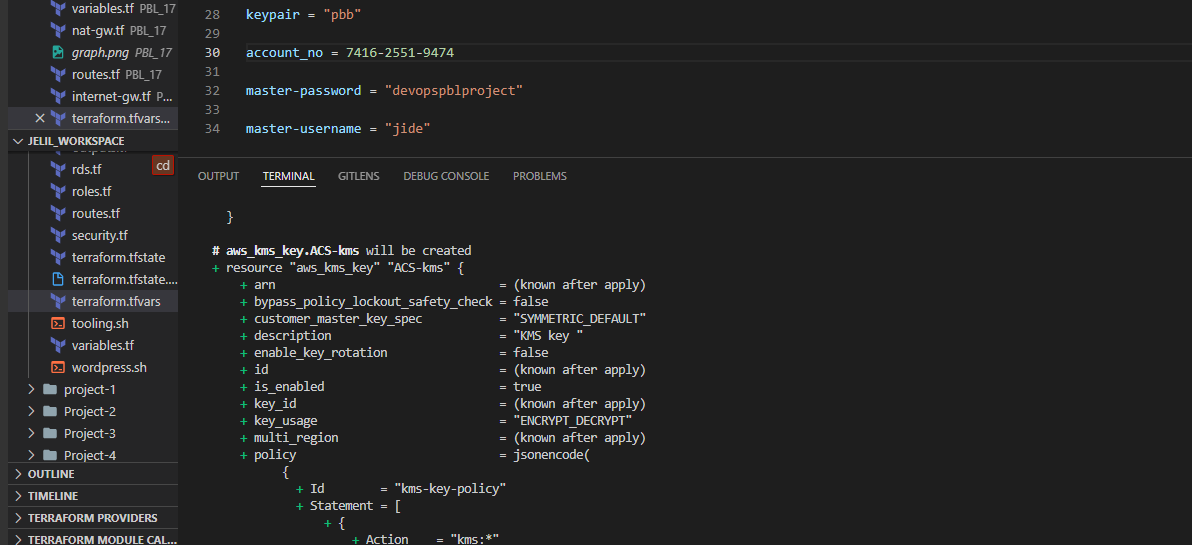 variables.tf PBL_17
nat-gw.tf PBL_17
graph.png PBL_17
routes.tf PBL_17
internet-gw.tf P...
terraform.tfvars...
JELIL_WORKSPACE
rds.tf
cd
roles.tf
routes.tf
security.tf
terraform.tfstate
terraform.tfstate....
terraform.tfvars
tooling.sh
variables.tf
wordpress.sh
project-1
Project-2
Project-3
Project-4
OUTLINE
TIMELINE
TERRAFORM PROVIDERS
TERRAFORM MODULE CAL...
28 keypair = "pbb"
29
30 account_no = 7416-2551-9474
31
32 master-password = "devopspblproject"
33
34 master-username = "jide"
OUTPUT TERMINAL GITLENS DEBUG CONSOLE PROBLEMS
}
# aws_kms_key.ACS-kms will be created
+ resource "aws_kms_key" "ACS-kms" {
+ arn = (known after apply)
+ bypass_policy_lockout_safety_check = false
+ customer_master_key_spec = "SYMMETRIC_DEFAULT"
+ description = "KMS key "
+ enable_key_rotation = false
+ id = (known after apply)
+ is_enabled = true
+ key_id = (known after apply)
+ key_usage = "ENCRYPT_DECRYPT"
+ multi_region = (known after apply)
+ policy = jsonencode(
{
+ Id = "kms-key-policy"
+ Statement = [
+ {
+ Action = "kms:*"